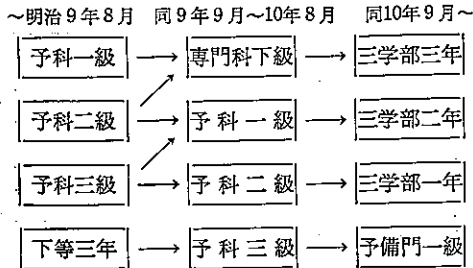 ～明治9年8月 同9年9月～10年8月 同10年9月～
予科一級 → 専門科下級 → 三学部三年
予科二級 → 予科一級 → 三学部二年
予科三級 → 予科二級 → 三学部一年
下等三年 → 予科三級 → 予備門一級